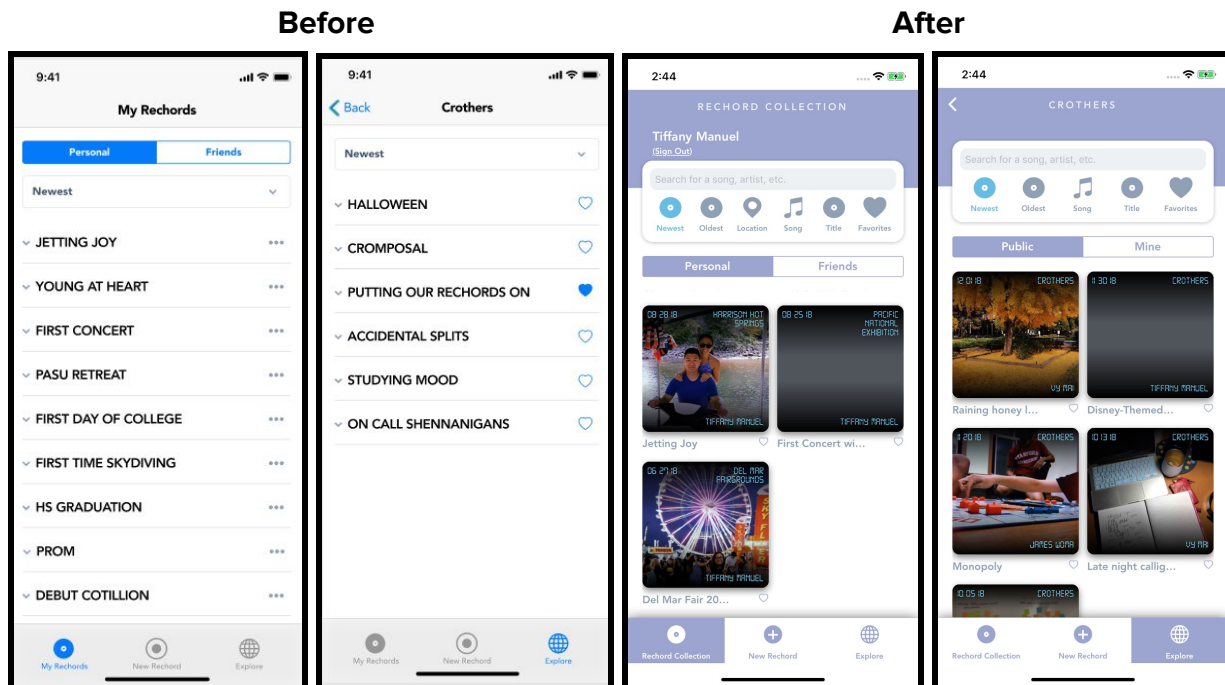 Before
After
9:41
My Rechords
Personal
Friends
Newest
JETTING JOY
YOUNG AT HEART
FIRST CONCERT
PASU RETREAT
FIRST DAY OF COLLEGE
FIRST TIME SKYDIVING
HS GRADUATION
PROM
DEBUT COTILLION
My Rechords
New Rechord
Explore
9:41
Back
Crothers
Newest
HALLOWEEN
CROMPOSAL
PUTTING OUR RECHORDS ON
ACCIDENTAL SPLITS
STUDYING MOOD
ON CALL SHENNANIGANS
My Rechords
New Rechord
Explore
2:44
RECHORD COLLECTION
Tiffany Manuel
(Sign Out)
Search for a song, artist, etc.
Newest
Oldest
Location
Song
Title
Favorites
Personal
Friends
08 28 18
HARRISON HOT
SPRINGS
TIFFANY MANUEL
Jetting Joy
08 25 18
PACIFIC
NATIONAL
EXHIBITION
TIFFANY MANUEL
First Concert wi...
06 27 18
DEL MAR
FAIRGROUNDS
TIFFANY MANUEL
Del Mar Fair 20...
Rechord Collection
New Rechord
Explore
2:44
CROTHERS
Search for a song, artist, etc.
Newest
Oldest
Song
Title
Favorites
Public
Mine
12 01 18
CROTHERS
VY MAI
Raining honey l...
11 30 18
CROTHERS
TIFFANY MANUEL
Disney-Themed...
11 20 18
CROTHERS
STANFORD
JAMES WOMA
Monopoly
10 13 18
CROTHERS
VY MAI
Late night callig...
10 05 18
CROTHERS
Rechord Collection
New Rechord
Explore